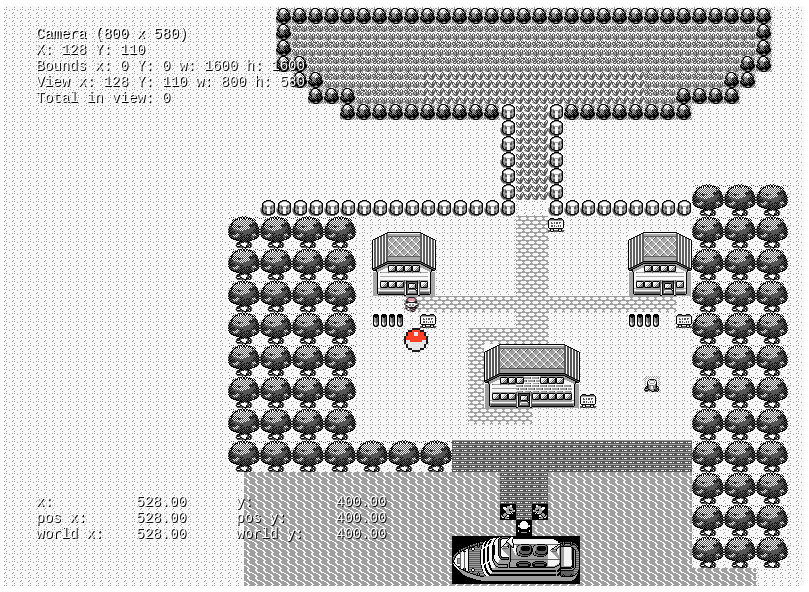 Camera (800 x 580)
X: 128 Y: 110
Bounds x: 0 Y: 0 w: 1600 h: 1600
View x: 128 Y: 110 w: 800 h: 580
Total in view: 0
x: 528.00 y: 400.00
pos x: 528.00 pos y: 400.00
world x: 528.00 world y: 400.00